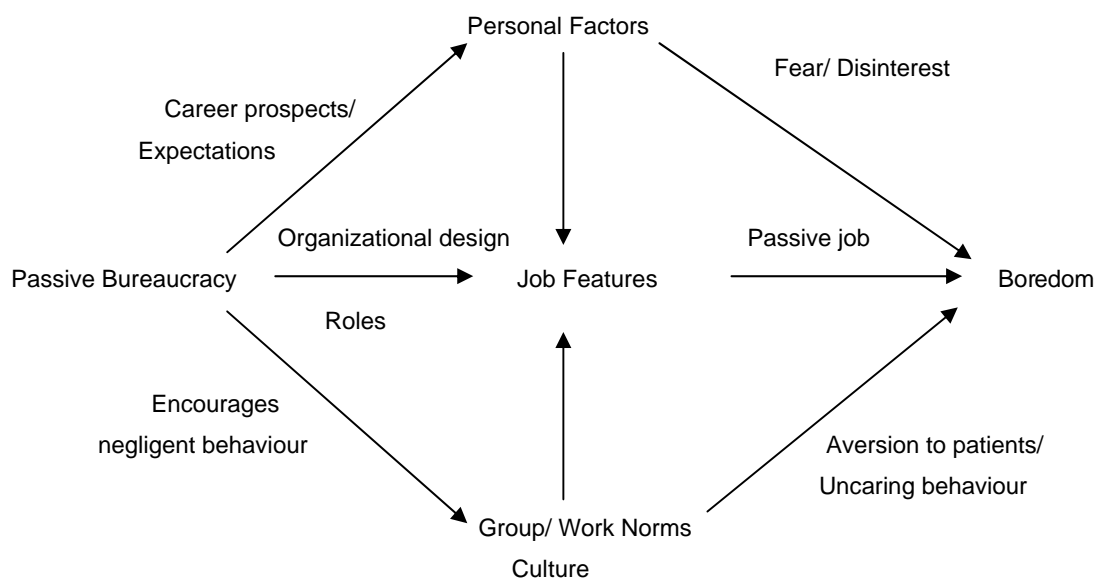 Personal Factors
Fear/ Disinterest
Career prospects/
Expectations
Organizational design
Passive job
Passive Bureaucracy
Job Features
Boredom
Roles
Encourages
negligent behaviour
Aversion to patients/
Uncaring behaviour
Group/ Work Norms
Culture